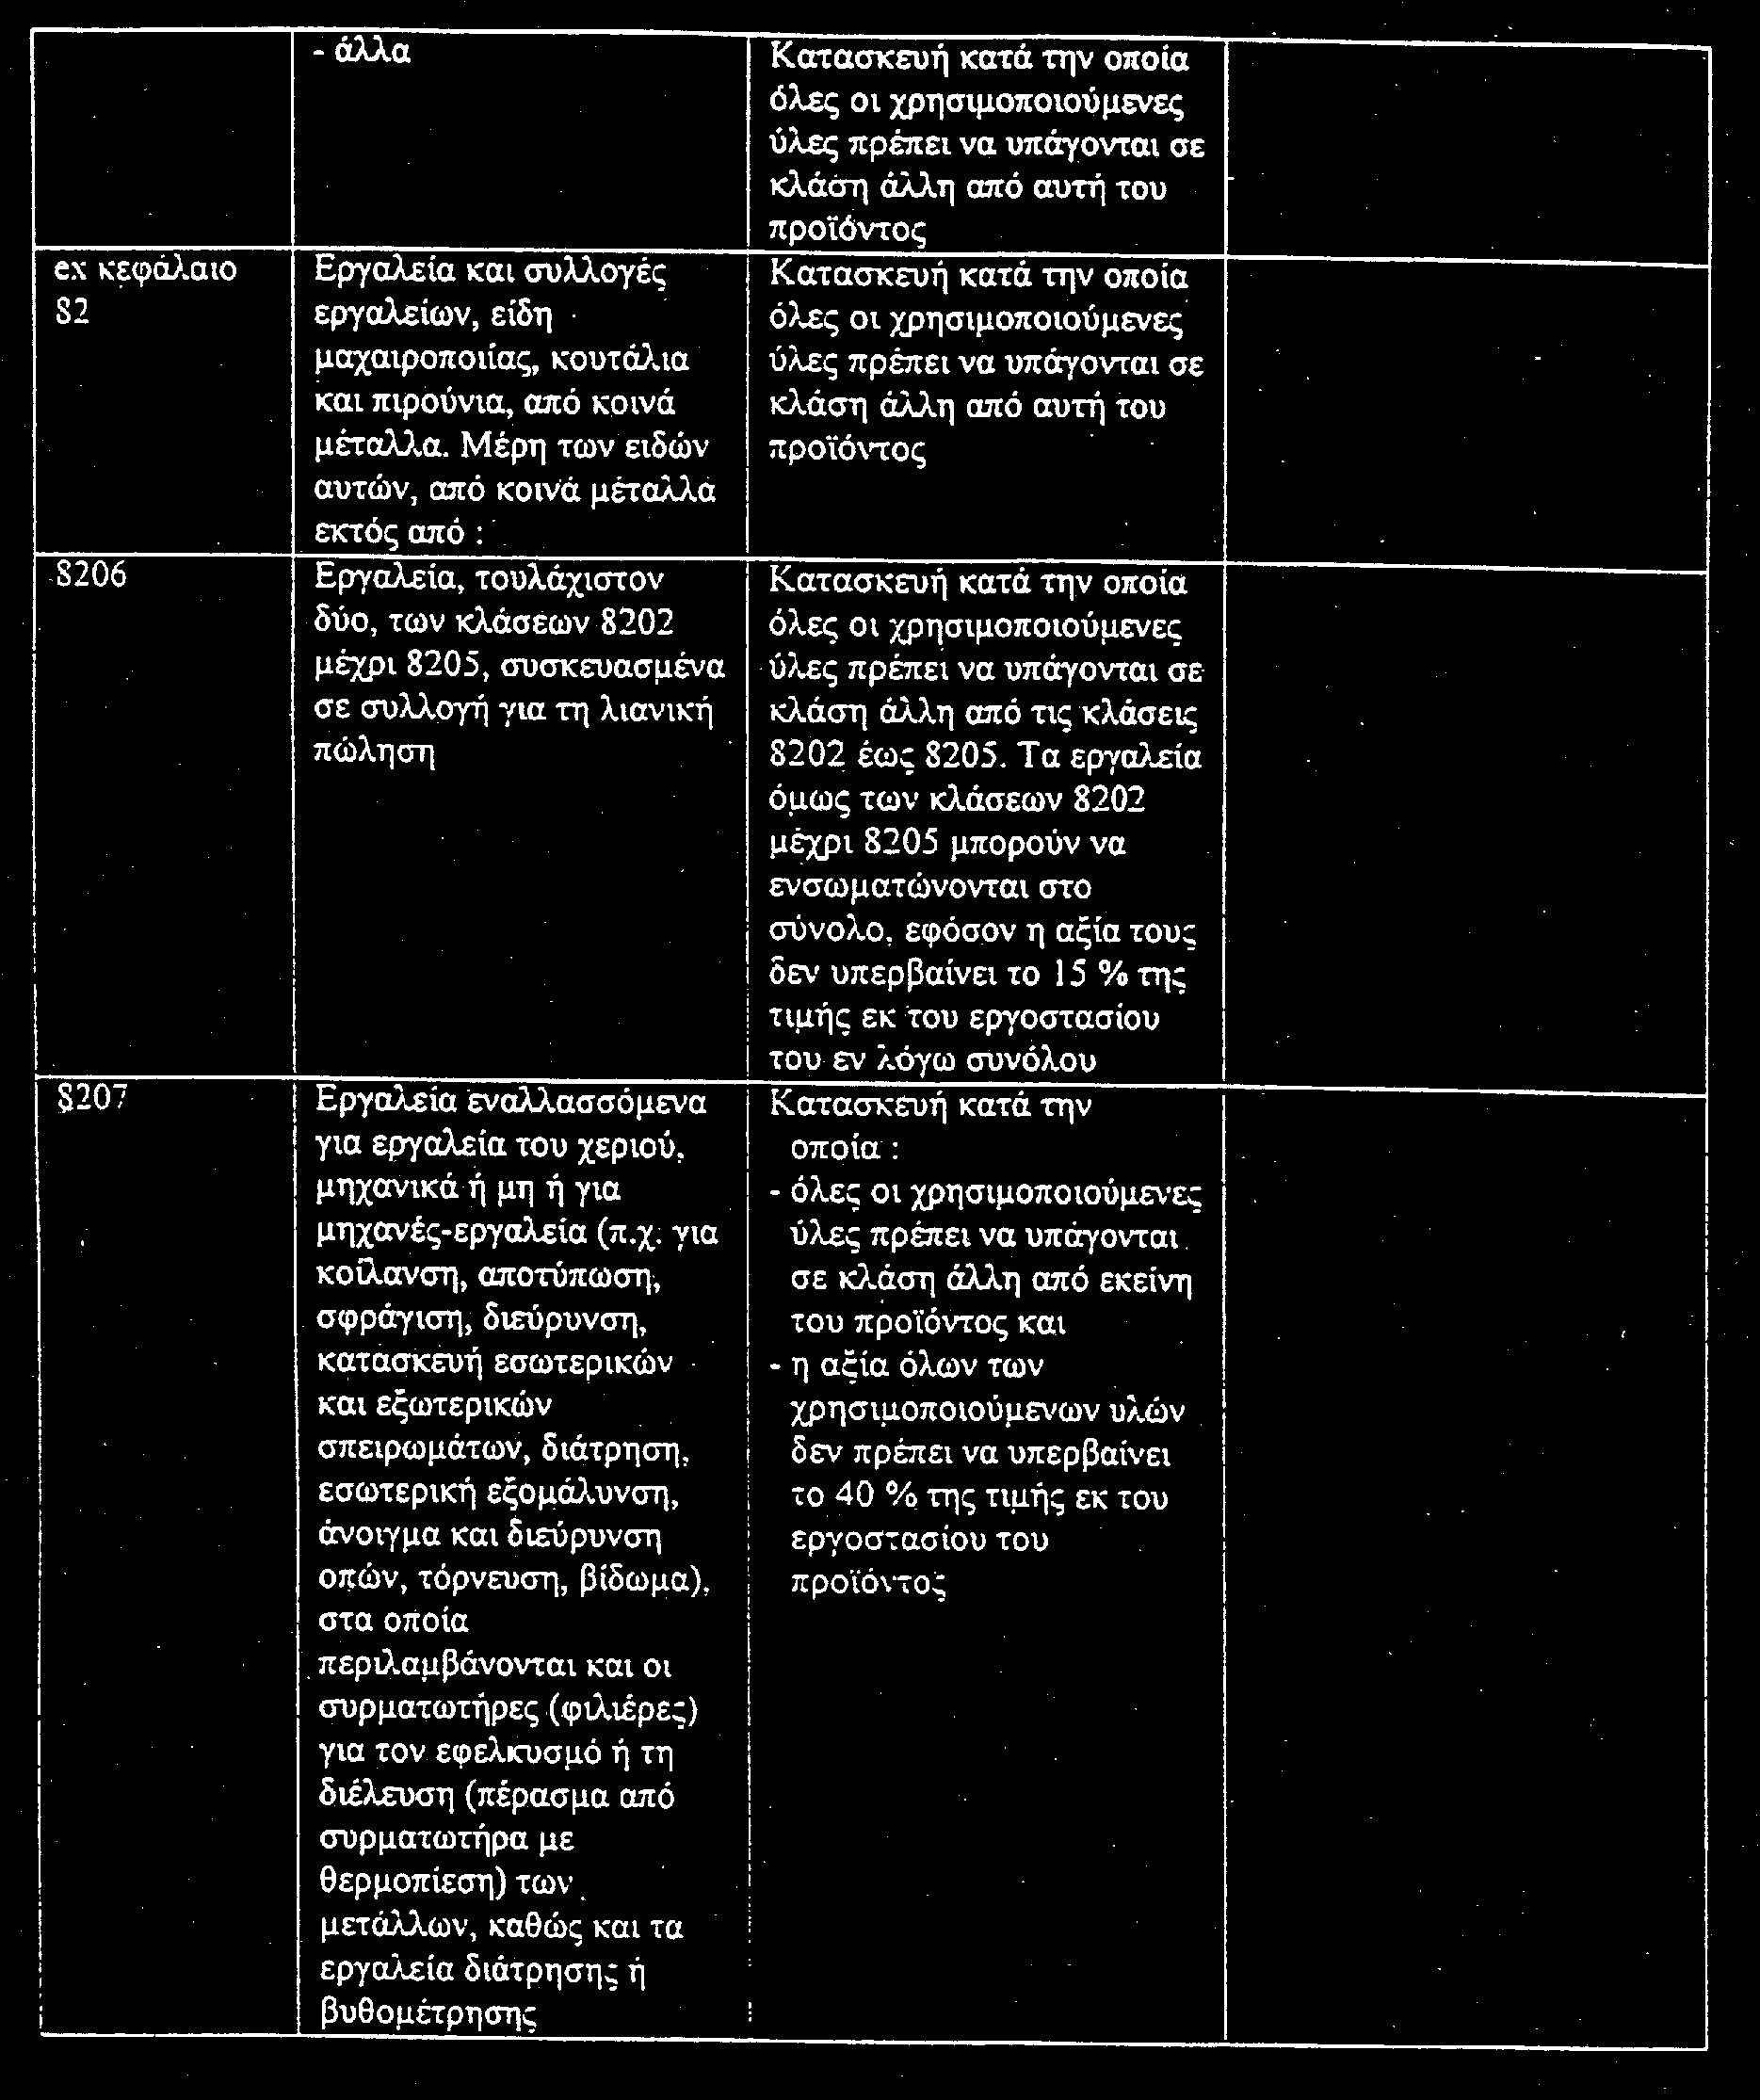 - άλλα
Κατασκευή κατά την οποία
όλες οι χρησιμοποιούμενες
ύλες πρέπει να υπάγονται σε
κλάση άλλη από αυτή του
προϊόντος
ex κεφάλαιο
82
Εργαλεία και συλλογές
εργαλείων, είδη
μαχαιροποιίας, κουτάλια
και πιρούνια, από κοινά
μέταλλα. Μέρη των ειδών
αυτών, από κοινά μέταλλα
εκτός από :
Κατασκευή κατά την οποία
όλες οι χρησιμοποιούμενες
ύλες πρέπει να υπάγονται σε
κλάση άλλη από αυτή του
προϊόντος
8206
Εργαλεία, τουλάχιστον
δύο, των κλάσεων 8202
μέχρι 8205, συσκευασμένα
σε συλλογή για τη λιανική
πώληση
Κατασκευή κατά την οποία
όλες οι χρησιμοποιούμενες
ύλες πρέπει να υπάγονται σε
κλάση άλλη από τις κλάσεις
8202 έως 8205. Τα εργαλεία
όμως των κλάσεων 8202
μέχρι 8205 μπορούν να
ενσωματώνονται στο
σύνολο, εφόσον η αξία τους
δεν υπερβαίνει το 15 % της
τιμής εκ του εργοστασίου
του εν λόγω συνόλου
8207
Εργαλεία εναλλασσόμενα
για εργαλεία του χεριού,
μηχανικά ή μη ή για
μηχανές-εργαλεία (π.χ. για
κοίλανση, αποτύπωση,
σφράγιση, διεύρυνση,
κατασκευή εσωτερικών
και εξωτερικών
σπειρωμάτων, διάτρηση,
εσωτερική εξομάλυνση,
άνοιγμα και διεύρυνση
οπών, τόρνευση, βίδωμα),
στα οποία
περιλαμβάνονται και οι
συρματωτήρες (φιλιέρες)
για τον εφελκυσμό ή τη
διέλευση (πέρασμα από
συρματωτήρα με
θερμοπίεση) των
μετάλλων, καθώς και τα
εργαλεία διάτρησης ή
βυθομέτρησης
Κατασκευή κατά την
οποία :
- όλες οι χρησιμοποιούμενες
ύλες πρέπει να υπάγονται
σε κλάση άλλη από εκείνη
του προϊόντος και
- η αξία όλων των
χρησιμοποιούμενων υλών
δεν πρέπει να υπερβαίνει
το 40 % της τιμής εκ του
εργοστασίου του
προϊόντος